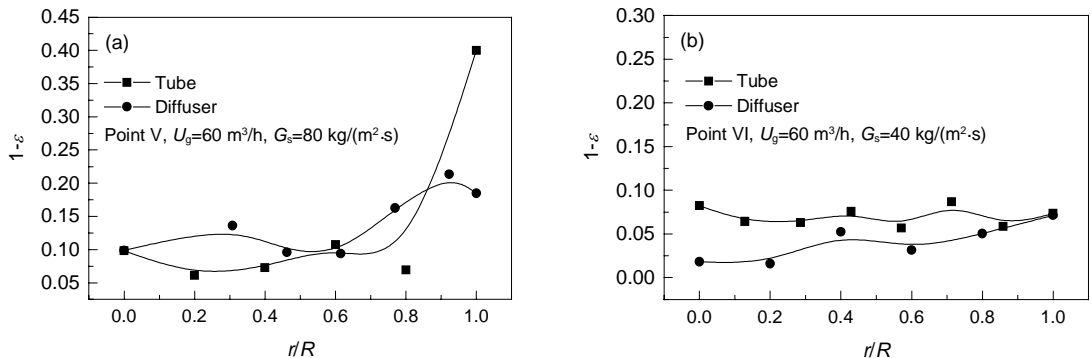 0.45
0.40
0.35
0.30
0.25
0.20
0.15
0.10
0.05
1-ε
(a)
Tube
Diffuser
Point V, Ug=60 m³/h, Gs=80 kg/(m²·s)
0.0 0.2 0.4 0.6 0.8 1.0
r/R
0.30
0.25
0.20
0.15
0.10
0.05
0.00
1-ε
(b)
Tube
Diffuser
Point VI, Ug=60 m³/h, Gs=40 kg/(m²·s)
0.0 0.2 0.4 0.6 0.8 1.0
r/R